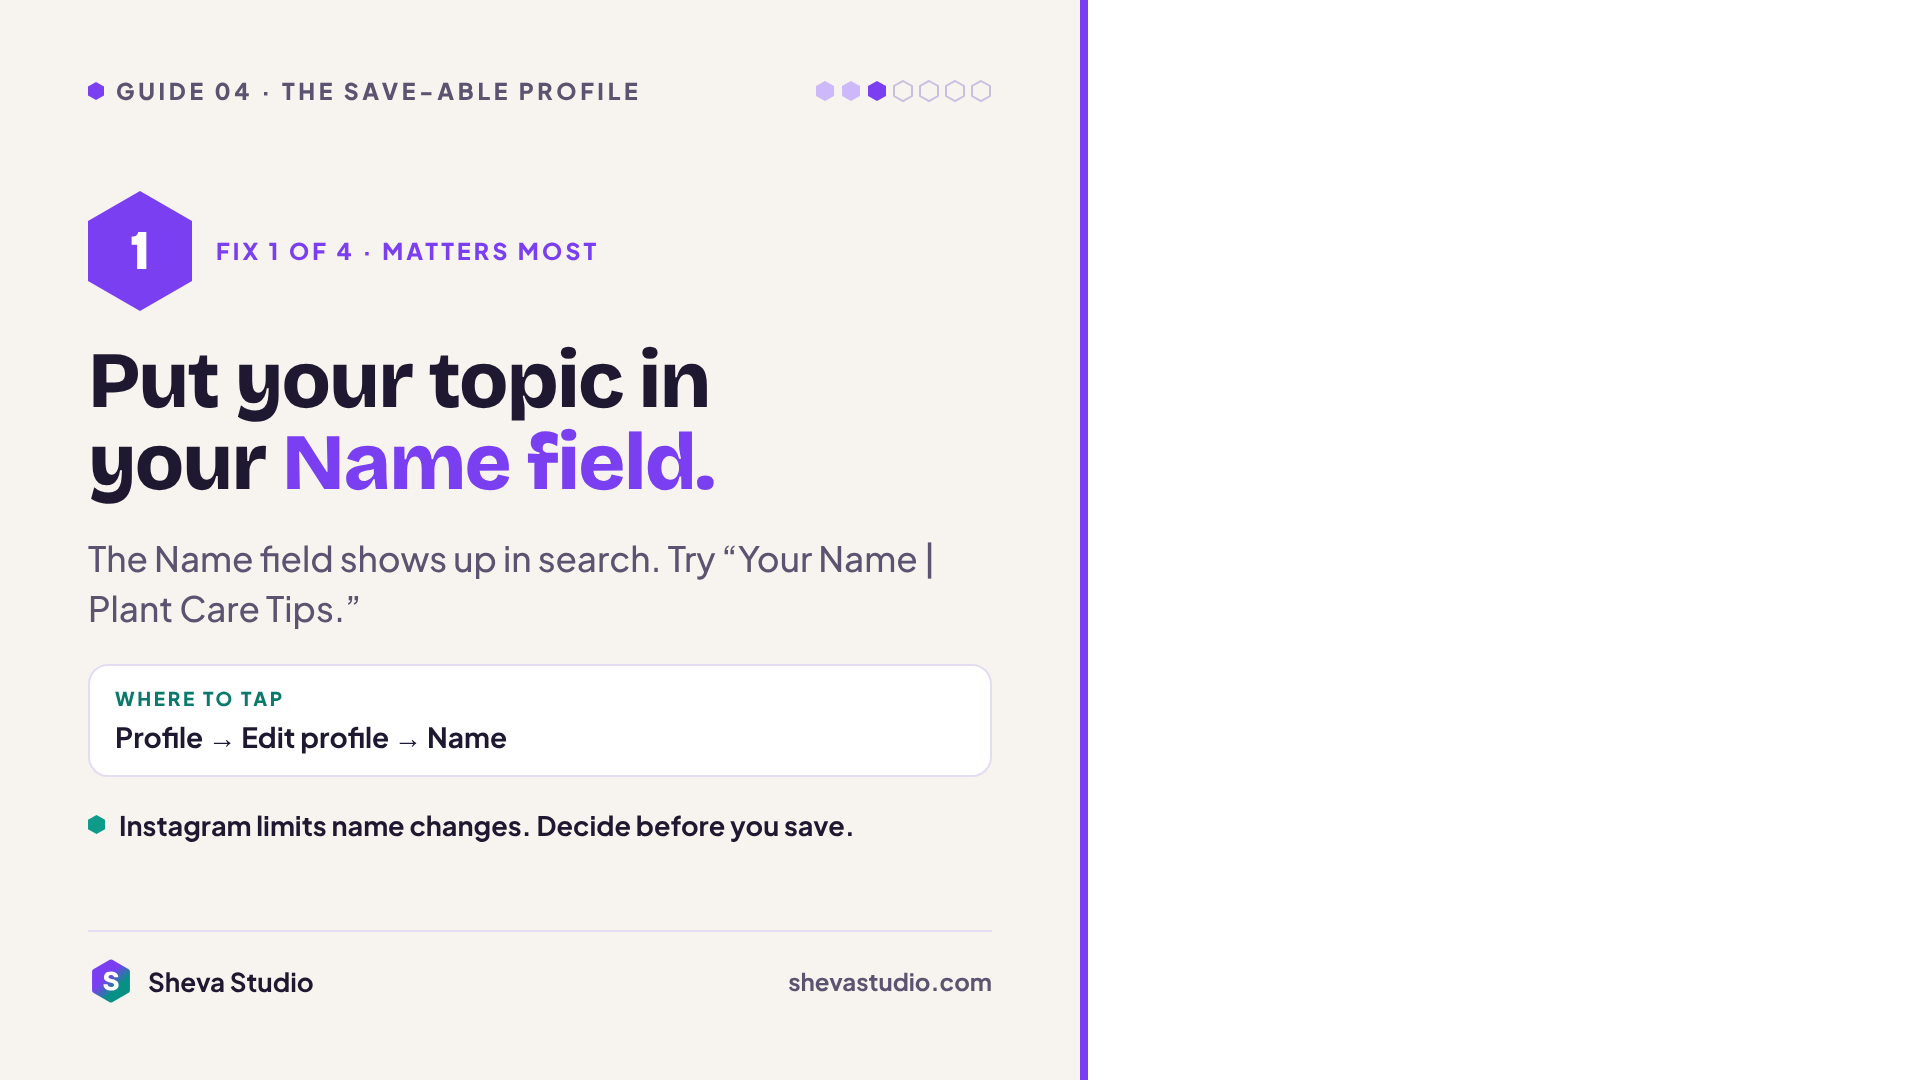 GUIDE 04 · THE SAVE-ABLE PROFILE
1
FIX 1 OF 4 · MATTERS MOST
Put your topic in
your Name field.
The Name field shows up in search. Try “Your Name |
Plant Care Tips.”
WHERE TO TAP
Profile → Edit profile → Name
Instagram limits name changes. Decide before you save.
S Sheva Studio
shevastudio.com